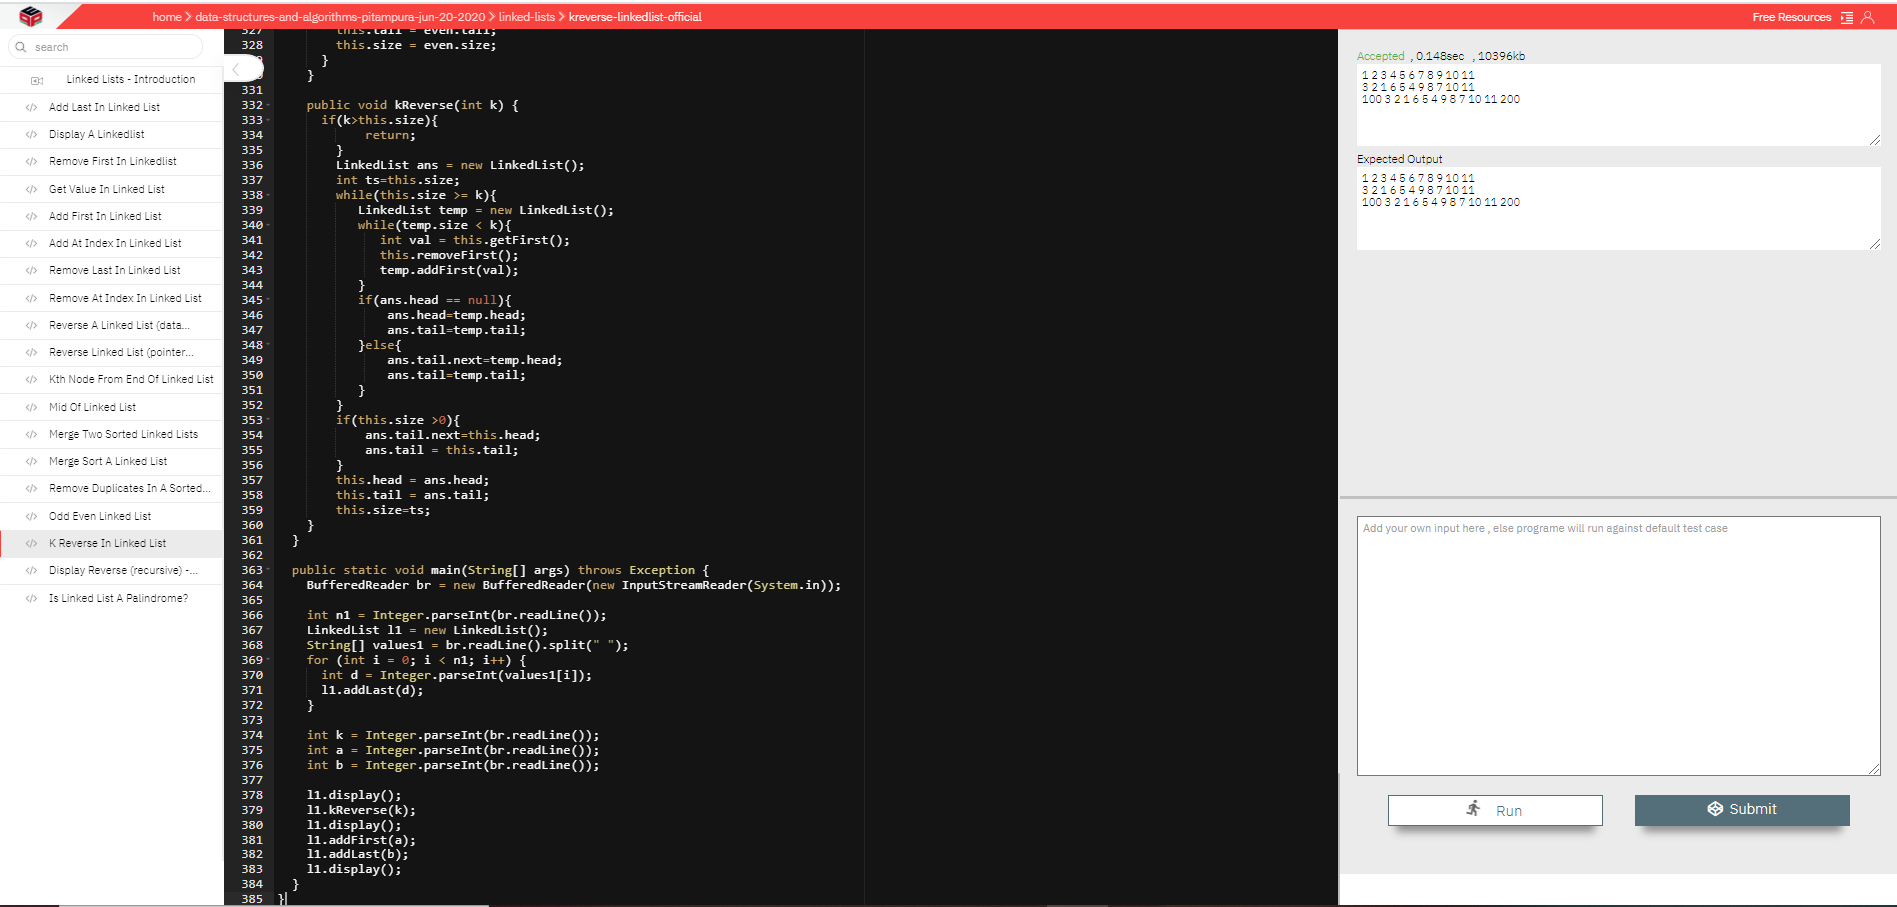 home > data-structures-and-algorithms-pitampura-jun-20-2020 > linked-lists > kreverse-linkedlist-official
Free Resources
search
Linked Lists - Introduction
</> Add Last In Linked List
</> Display A Linkedlist
</> Remove First In Linkedlist
</> Get Value In Linked List
</> Add First In Linked List
</> Add At Index In Linked List
</> Remove Last In Linked List
</> Remove At Index In Linked List
</> Reverse A Linked List (data...
</> Reverse Linked List (pointer...
</> Kth Node From End Of Linked List
</> Mid Of Linked List
</> Merge Two Sorted Linked Lists
</> Merge Sort A Linked List
</> Remove Duplicates In A Sorted...
</> Odd Even Linked List
</> K Reverse In Linked List
</> Display Reverse (recursive) -...
</> Is Linked List A Palindrome?
327 this.tail = even.tail;
328 this.size = even.size;
}
}
331
332 public void kReverse(int k) {
333 if(k>this.size){
334 return;
335 }
336 LinkedList ans = new LinkedList();
337 int ts=this.size;
338 while(this.size >= k){
339 LinkedList temp = new LinkedList();
340 while(temp.size < k){
341 int val = this.getFirst();
342 this.removeFirst();
343 temp.addFirst(val);
344 }
345 if(ans.head == null){
346 ans.head=temp.head;
347 ans.tail=temp.tail;
348 }else{
349 ans.tail.next=temp.head;
350 ans.tail=temp.tail;
351 }
352 }
353 if(this.size >0){
354 ans.tail.next=this.head;
355 ans.tail = this.tail;
356 }
357 this.head = ans.head;
358 this.tail = ans.tail;
359 this.size=ts;
360 }
361 }
362
363 public static void main(String[] args) throws Exception {
364 BufferedReader br = new BufferedReader(new InputStreamReader(System.in));
365
366 int n1 = Integer.parseInt(br.readLine());
367 LinkedList l1 = new LinkedList();
368 String[] values1 = br.readLine().split(" ");
369 for (int i = 0; i < n1; i++) {
370 int d = Integer.parseInt(values1[i]);
371 l1.addLast(d);
372 }
373
374 int k = Integer.parseInt(br.readLine());
375 int a = Integer.parseInt(br.readLine());
376 int b = Integer.parseInt(br.readLine());
377
378 l1.display();
379 l1.kReverse(k);
380 l1.display();
381 l1.addFirst(a);
382 l1.addLast(b);
383 l1.display();
384 }
385 }
Accepted , 0.148sec , 10396kb
1 2 3 4 5 6 7 8 9 10 11
3 2 1 6 5 4 9 8 7 10 11
100 3 2 1 6 5 4 9 8 7 10 11 200
Expected Output
1 2 3 4 5 6 7 8 9 10 11
3 2 1 6 5 4 9 8 7 10 11
100 3 2 1 6 5 4 9 8 7 10 11 200
Add your own input here , else programe will run against default test case
Run
Submit